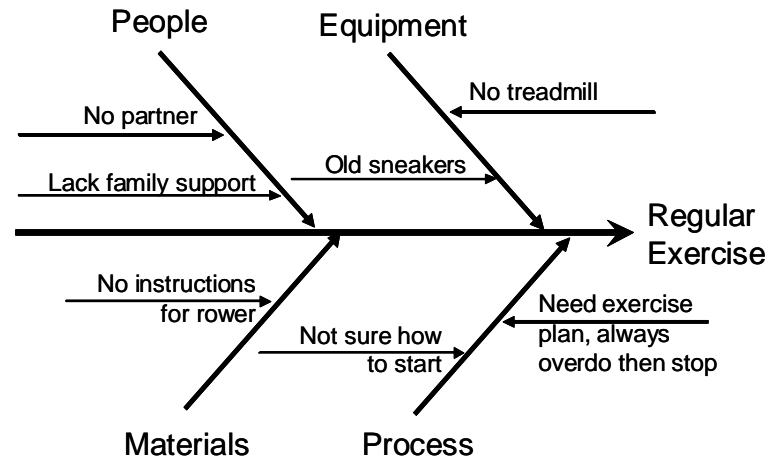 People
Equipment
No treadmill
No partner
Old sneakers
Lack family support
Regular
Exercise
No instructions
for rower
Need exercise
plan, always
overdo then stop
Not sure how
to start
Materials
Process